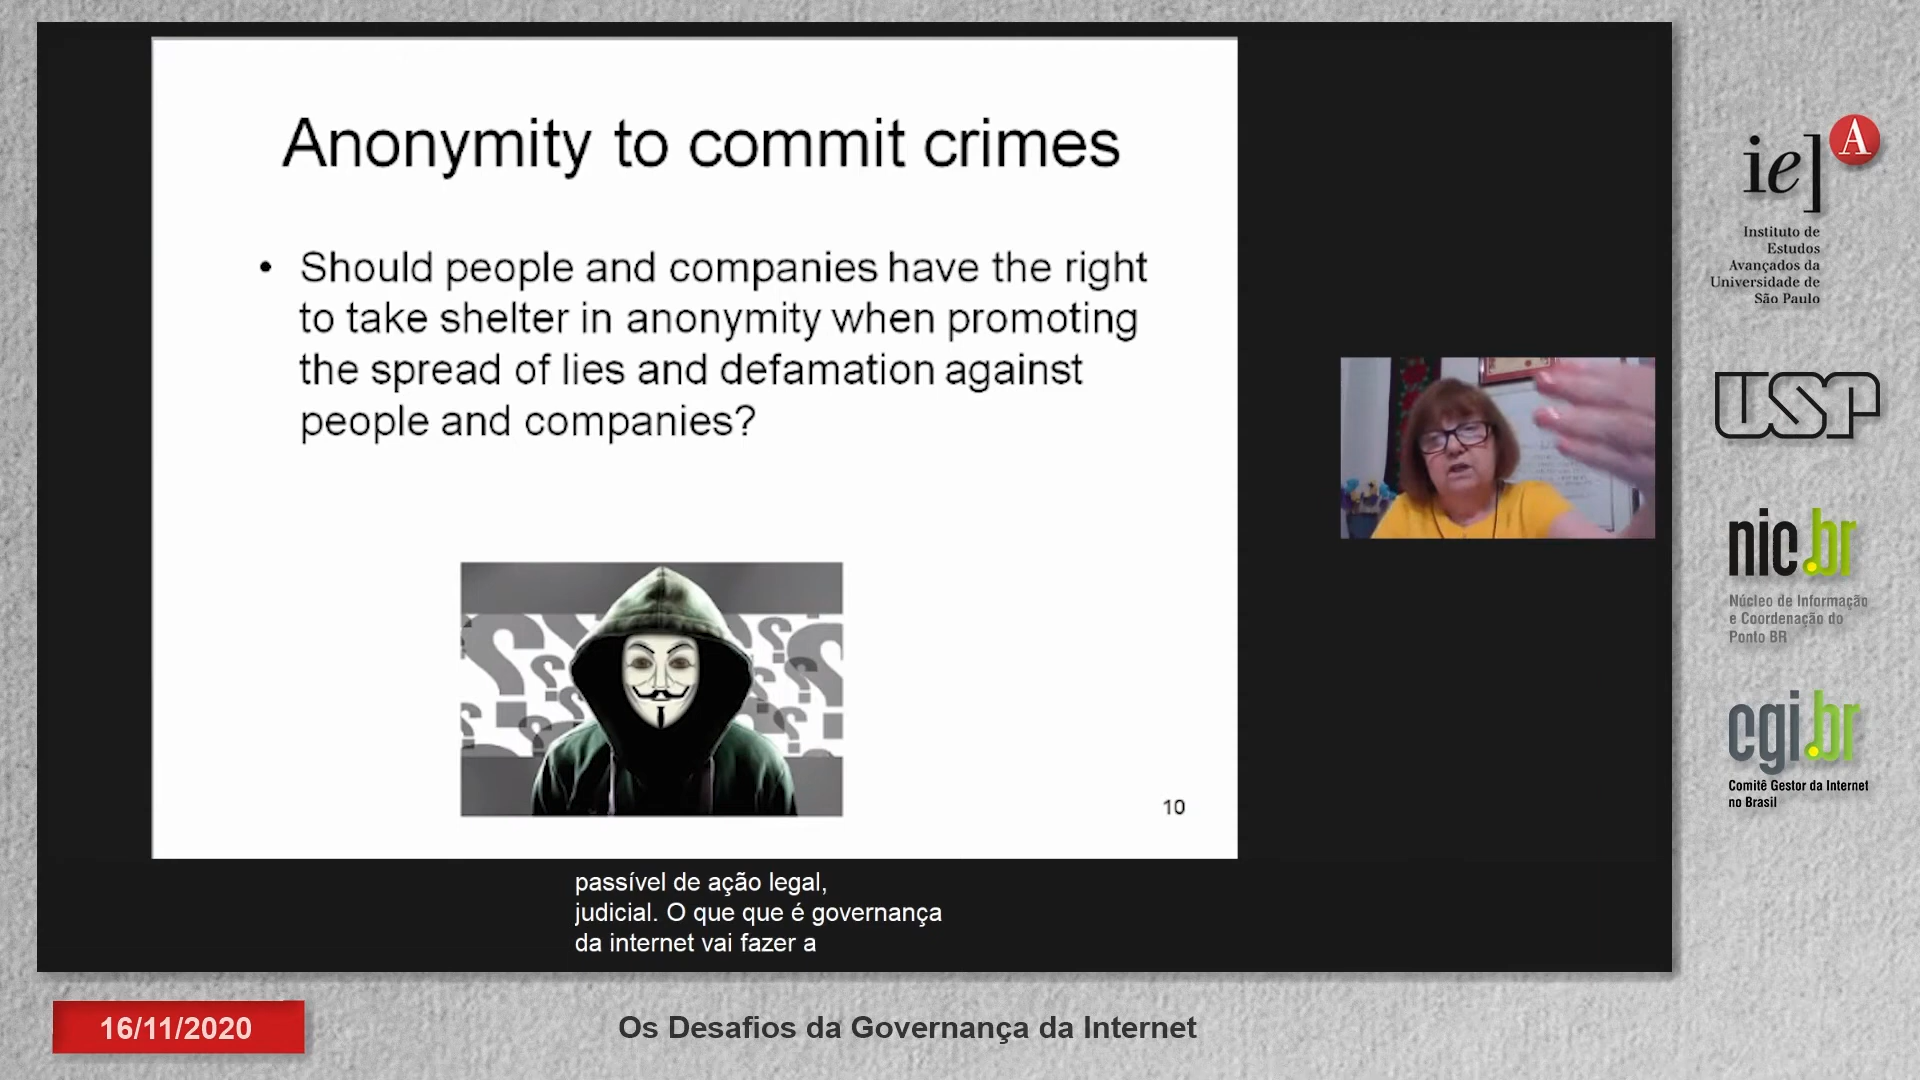 Anonymity to commit crimes
• Should people and companies have the right
to take shelter in anonymity when promoting
the spread of lies and defamation against
people and companies?
10
passível de ação legal,
judicial. O que que é governança
da internet vai fazer a
iea
A
Instituto de
Estudos
Avançados da
Universidade de
São Paulo
USP
nic.br
Núcleo de Informação
e Coordenação do
Ponto BR
cgi.br
Comitê Gestor da Internet
no Brasil
16/11/2020
Os Desafios da Governança da Internet